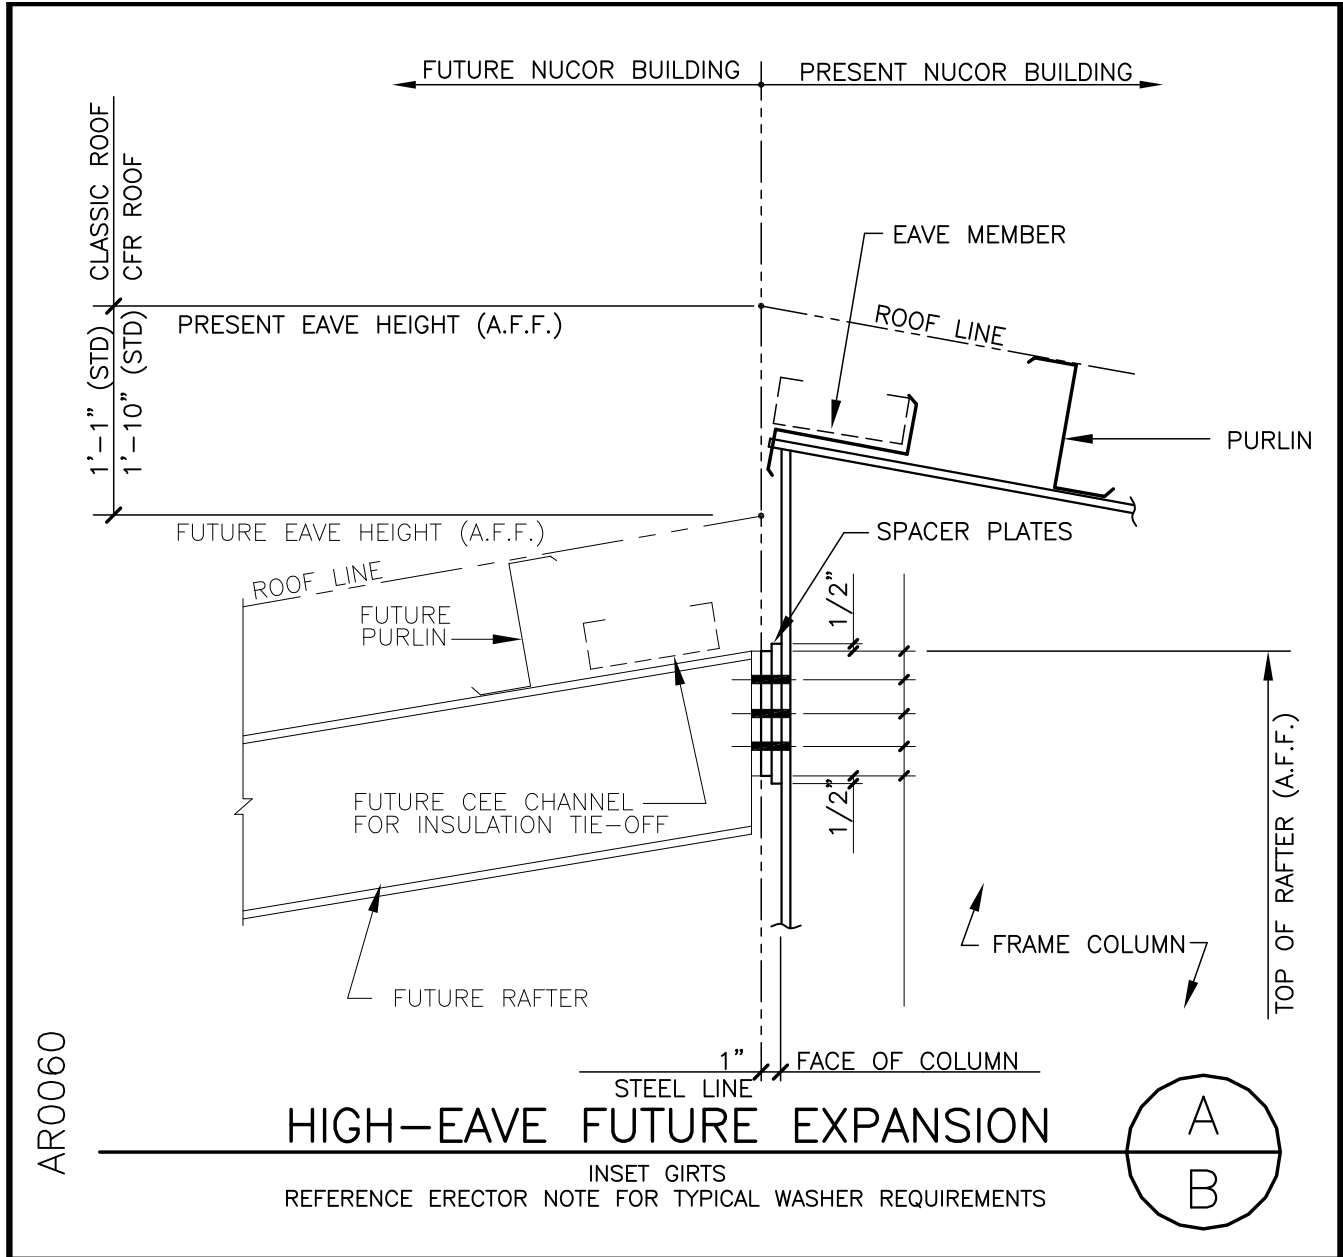 FUTURE NUCOR BUILDING
PRESENT NUCOR BUILDING
CLASSIC ROOF
CFR ROOF
EAVE MEMBER
PRESENT EAVE HEIGHT (A.F.F.)
ROOF LINE
1'-1" (STD)
1'-10" (STD)
PURLIN
FUTURE EAVE HEIGHT (A.F.F.)
SPACER PLATES
ROOF LINE
FUTURE
PURLIN
1/2"
1/2"
TOP OF RAFTER (A.F.F.)
FUTURE CEE CHANNEL
FOR INSULATION TIE-OFF
FRAME COLUMN
FUTURE RAFTER
1"
FACE OF COLUMN
STEEL LINE
AR0060
HIGH-EAVE FUTURE EXPANSION
A
B
INSET GIRTS
REFERENCE ERECTOR NOTE FOR TYPICAL WASHER REQUIREMENTS